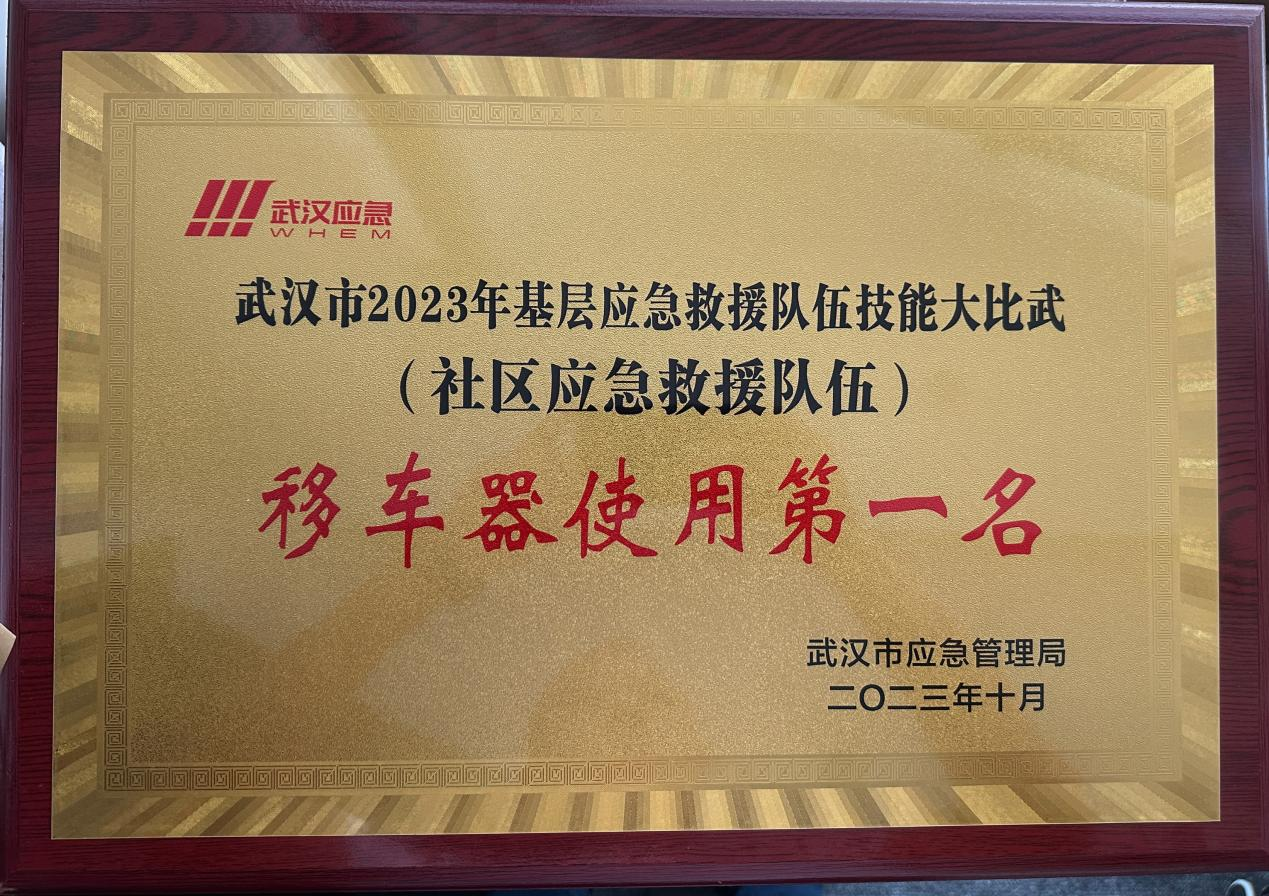 武汉应急
WHEM
武汉市2023年基层应急救援队伍技能大比武
（社区应急救援队伍）
移车器使用第一名
武汉市应急管理局
二〇二三年十月